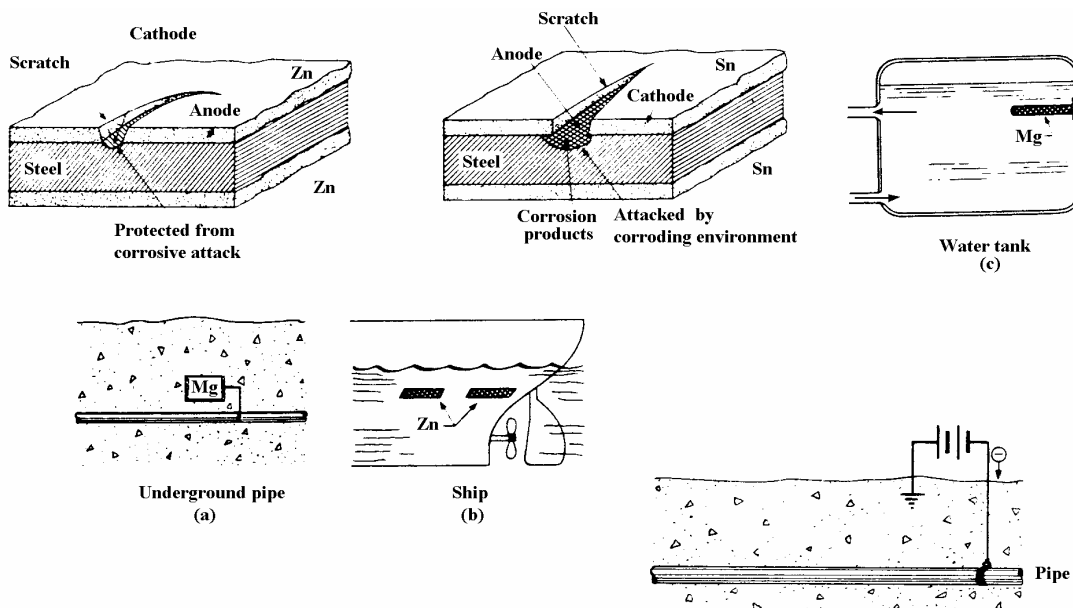 Cathode
Scratch
Zn
Anode
Steel
Zn
Protected from
corrosive attack
Scratch
Anode
Sn
Cathode
Steel
Sn
Corrosion
products
Attacked by
corroding environment
Mg
Water tank
(c)
Mg
Underground pipe
(a)
Zn
Ship
(b)
−
Pipe